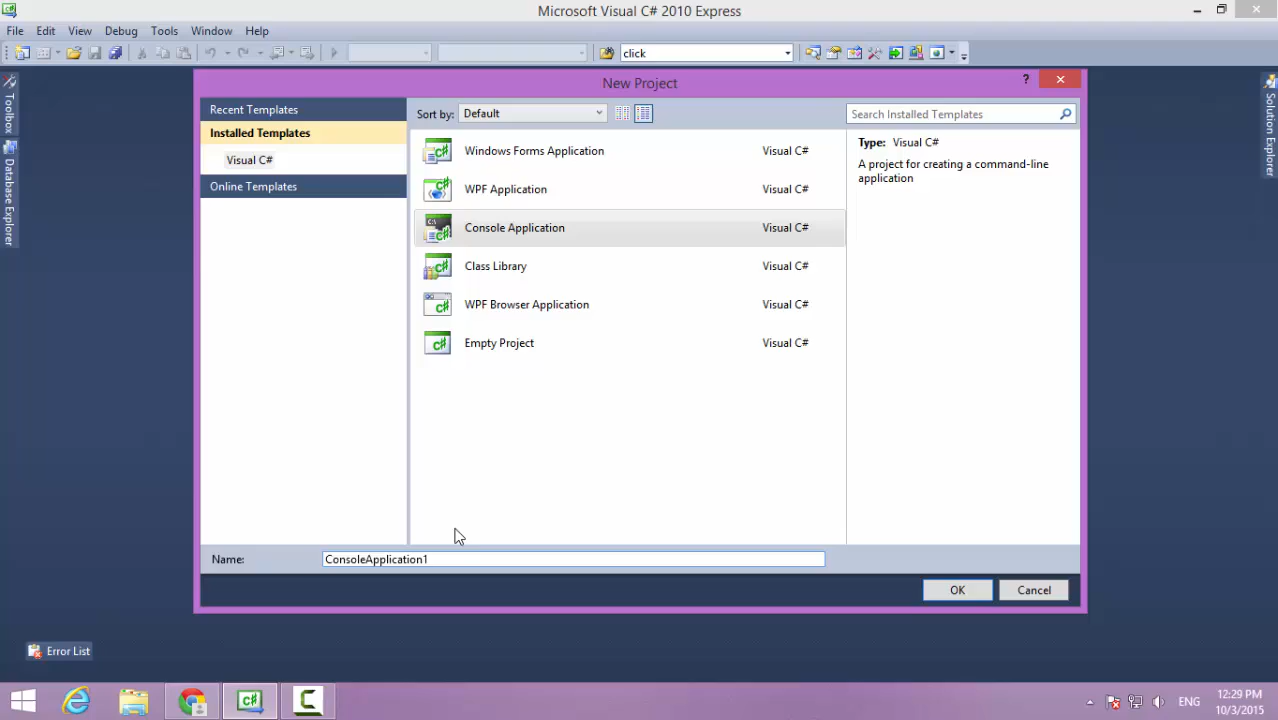 Microsoft Visual C# 2010 Express
File Edit View Debug Tools Window Help
click
New Project
?
Recent Templates
Installed Templates
Visual C#
Online Templates
Sort by: Default
Search Installed Templates
Windows Forms Application Visual C#
WPF Application Visual C#
Console Application Visual C#
Class Library Visual C#
WPF Browser Application Visual C#
Empty Project Visual C#
Type: Visual C#
A project for creating a command-line
application
Name: ConsoleApplication1
OK Cancel
Toolbox
Database Explorer
Solution Explorer
Error List
ENG
12:29 PM
10/3/2015